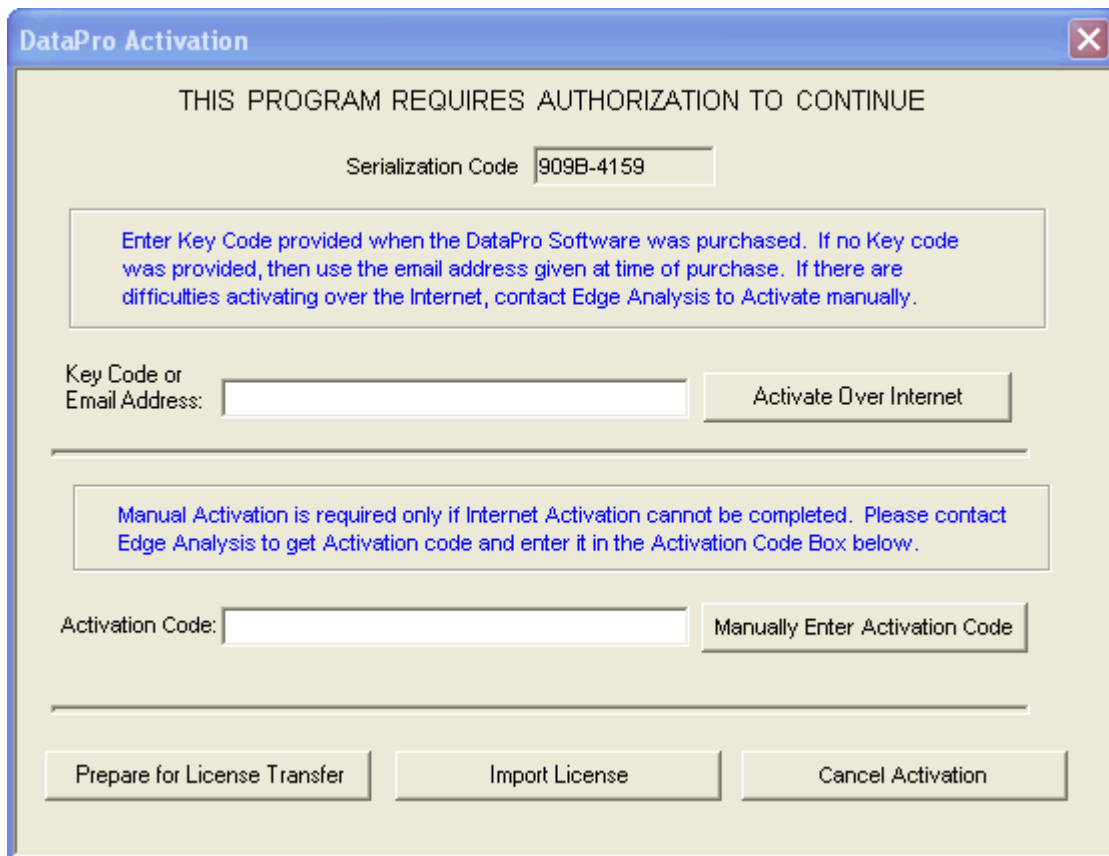 DataPro Activation
THIS PROGRAM REQUIRES AUTHORIZATION TO CONTINUE
Serialization Code 909B-4159
Enter Key Code provided when the DataPro Software was purchased. If no Key code
was provided, then use the email address given at time of purchase. If there are
difficulties activating over the Internet, contact Edge Analysis to Activate manually.
Key Code or
Email Address:
Activate Over Internet
Manual Activation is required only if Internet Activation cannot be completed. Please contact
Edge Analysis to get Activation code and enter it in the Activation Code Box below.
Activation Code:
Manually Enter Activation Code
Prepare for License Transfer
Import License
Cancel Activation